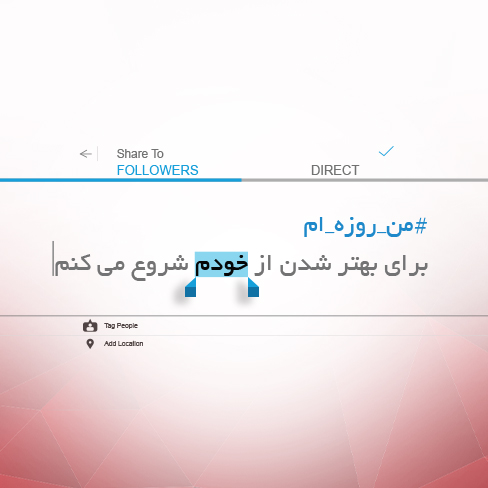 Share To
FOLLOWERS DIRECT
#من_روزه_ام
برای بهتر شدن از خودم شروع می کنم
Tag People
Add Location